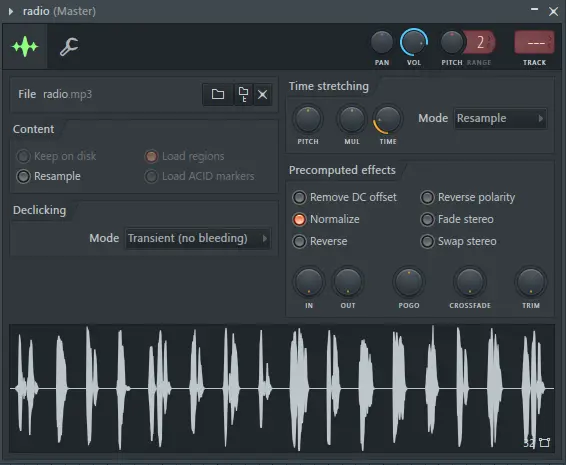 radio (Master)
PAN
VOL
PITCH
2
RANGE
---
TRACK
File radio.mp3
Content
Keep on disk
Load regions
Resample
Load ACID markers
Declicking
Mode Transient (no bleeding)
Time stretching
PITCH
MUL
TIME
Mode Resample
Precomputed effects
Remove DC offset
Reverse polarity
Normalize
Fade stereo
Reverse
Swap stereo
IN
OUT
POGO
CROSSFADE
TRIM
32